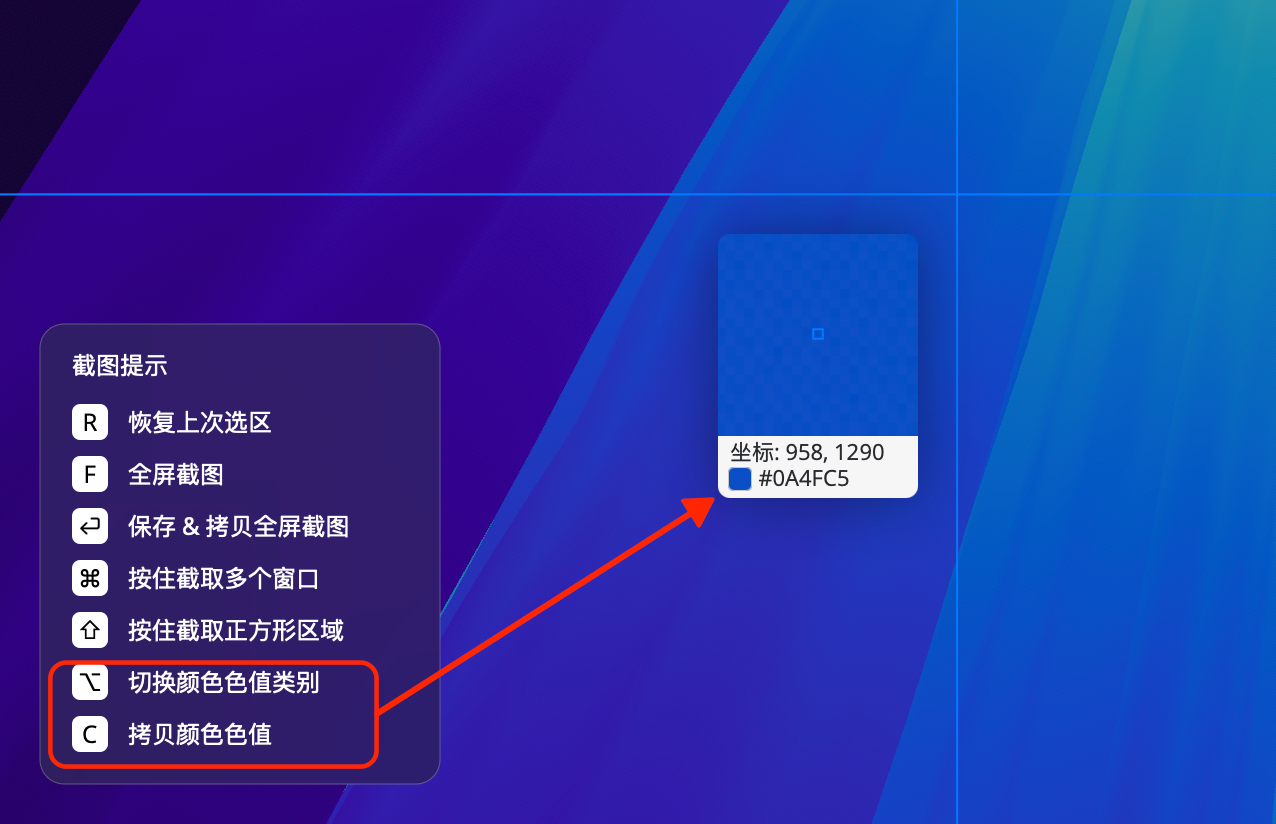 截图提示
R 恢复上次选区
F 全屏截图
↩ 保存 & 拷贝全屏截图
⌘ 按住截取多个窗口
⇧ 按住截取正方形区域
⌥ 切换颜色色值类别
C 拷贝颜色色值
坐标: 958, 1290
#0A4FC5